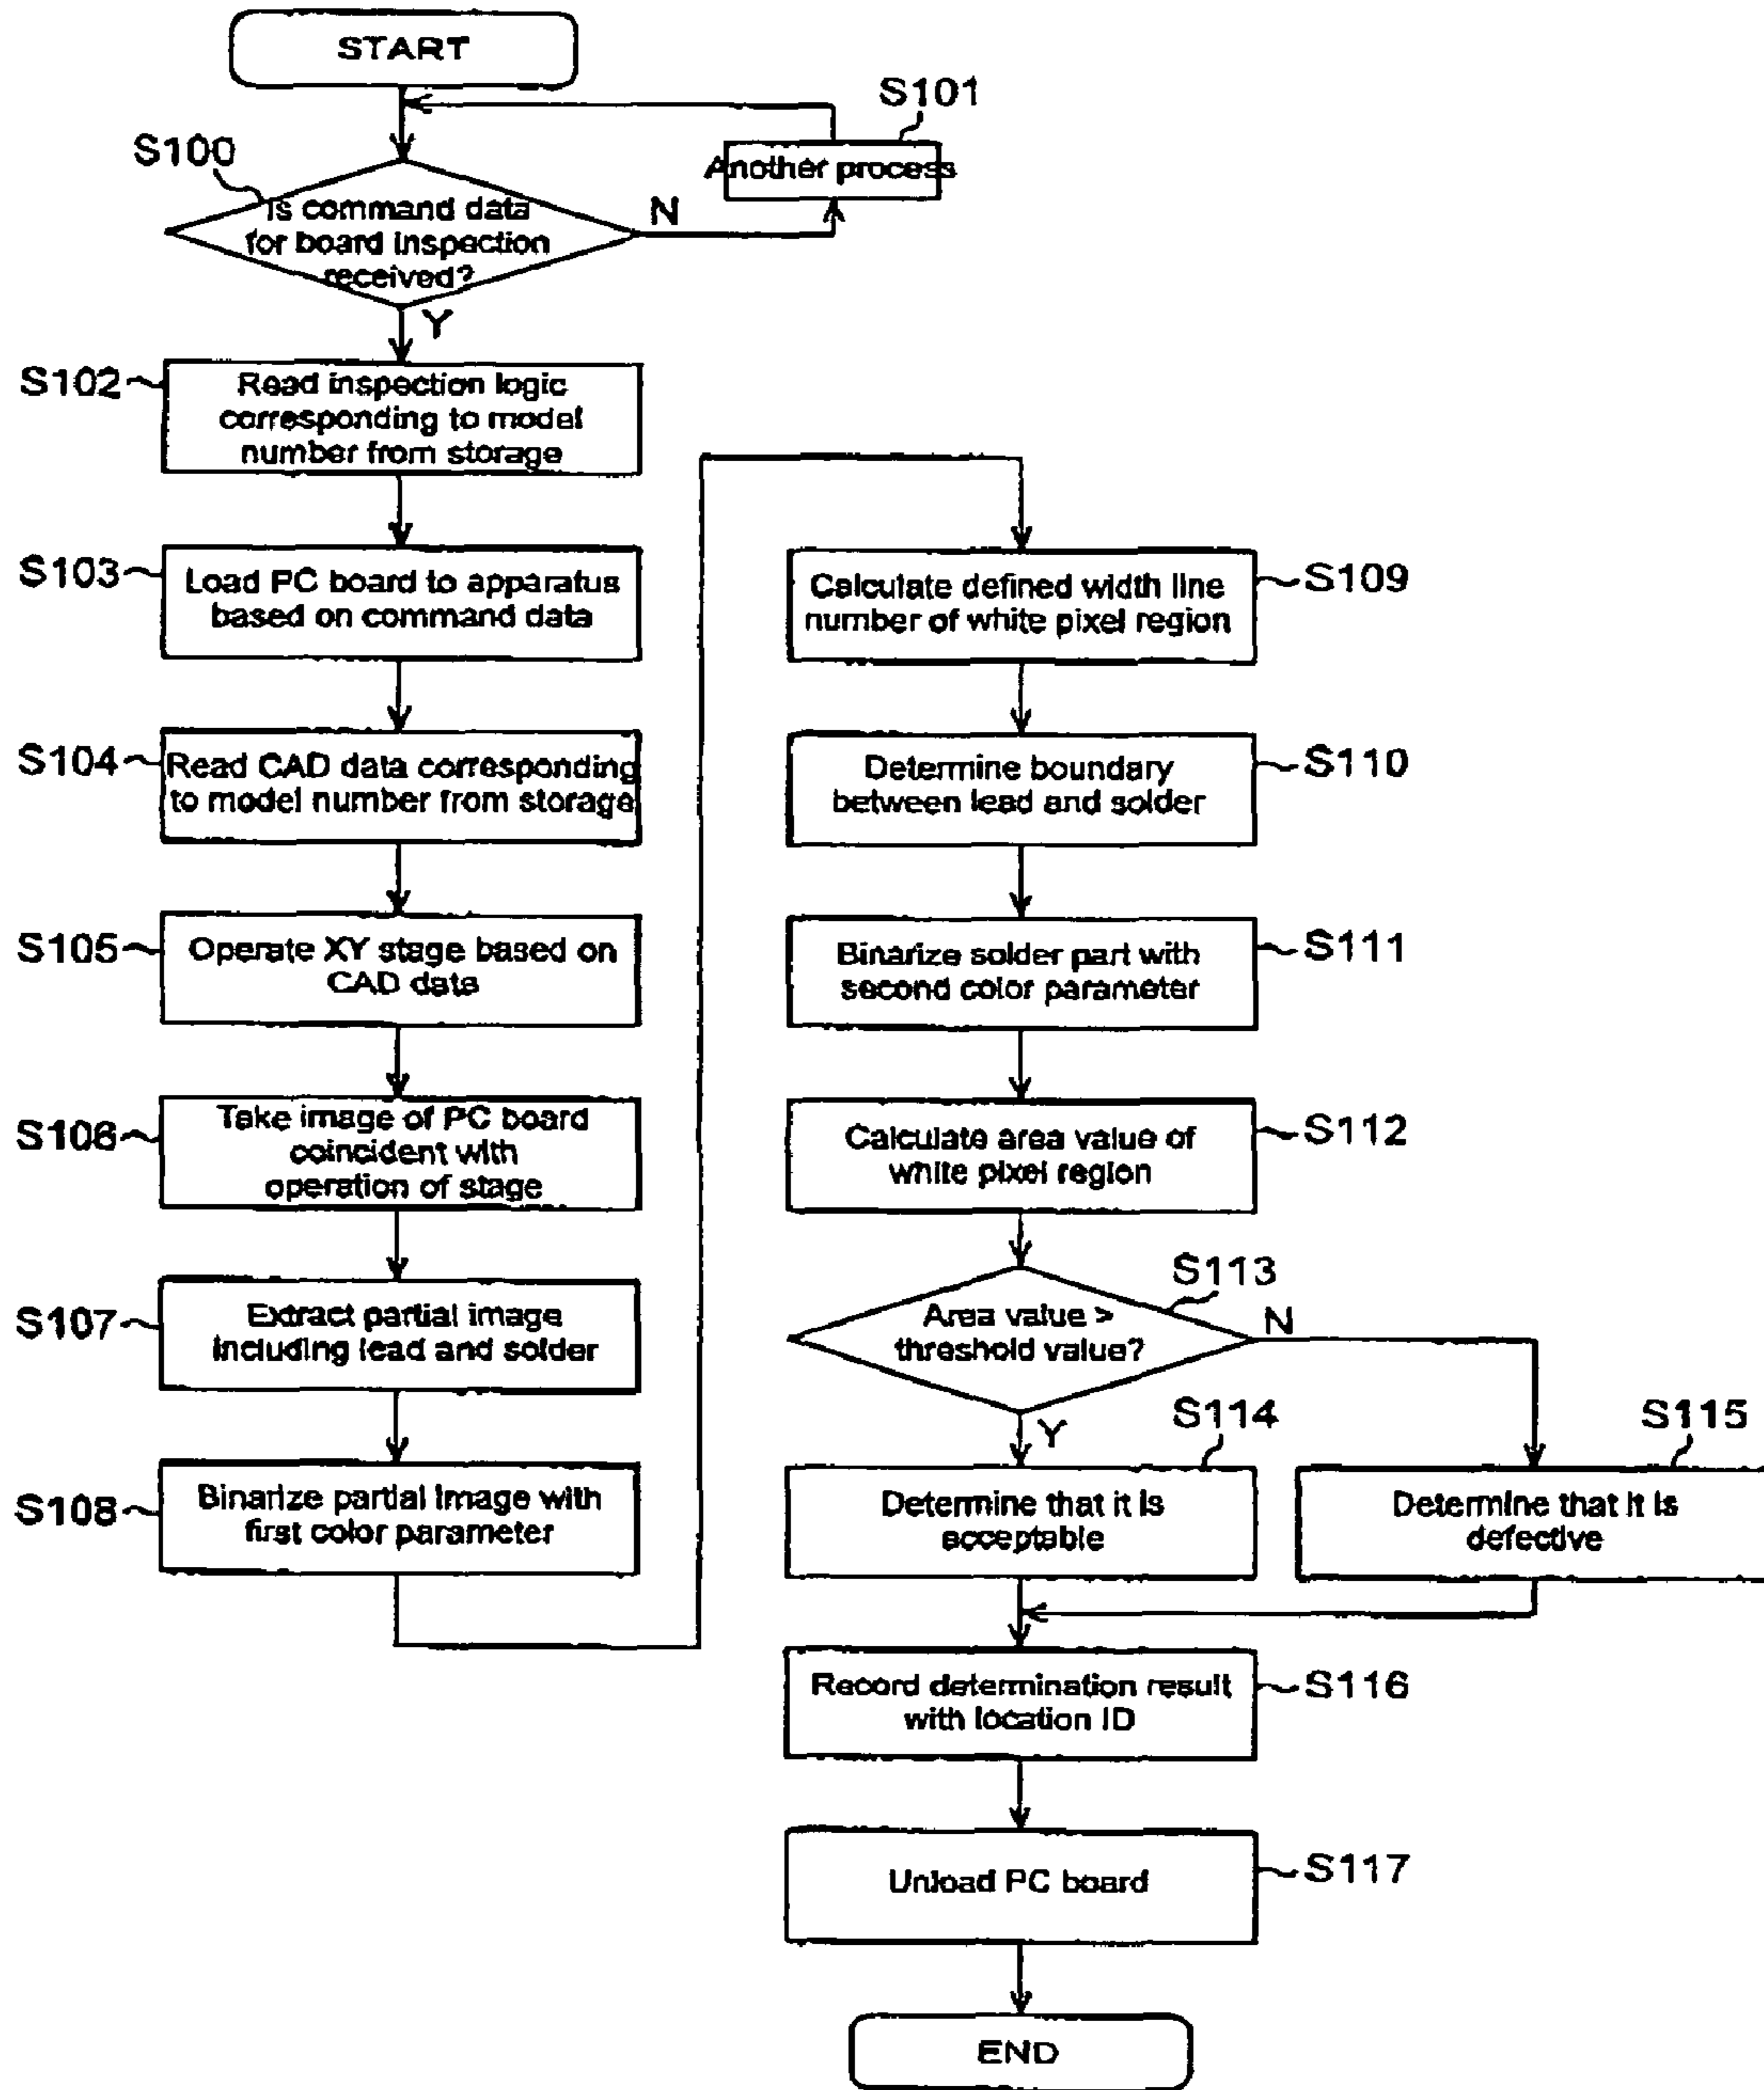 START
S101
Another process
S100
Is command data
for board inspection
received?
N
Y
S102
Read inspection logic
corresponding to model
number from storage
S103
Load PC board to apparatus
based on command data
S104
Read CAD data corresponding
to model number from storage
S105
Operate XY stage based on
CAD data
S106
Take image of PC board
coincident with
operation of stage
S107
Extract partial image
including lead and solder
S108
Binarize partial image with
first color parameter
Calculate defined width line
number of white pixel region
S109
Determine boundary
between lead and solder
S110
Binarize solder part with
second color parameter
S111
Calculate area value of
white pixel region
S112
S113
Area value >
threshold value?
N
Y
S114
Determine that it is
acceptable
S115
Determine that it is
defective
Record determination result
with location ID
S116
Unload PC board
S117
END